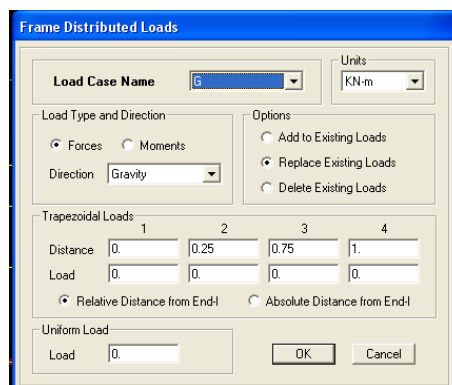 Frame Distributed Loads
Units
Load Case Name G KN-m
Load Type and Direction
Forces Moments
Direction Gravity
Options
Add to Existing Loads
Replace Existing Loads
Delete Existing Loads
Trapezoidal Loads
1 2 3 4
Distance 0. 0.25 0.75 1.
Load 0. 0. 0. 0.
Relative Distance from End-I Absolute Distance from End-I
Uniform Load
Load 0.
OK Cancel